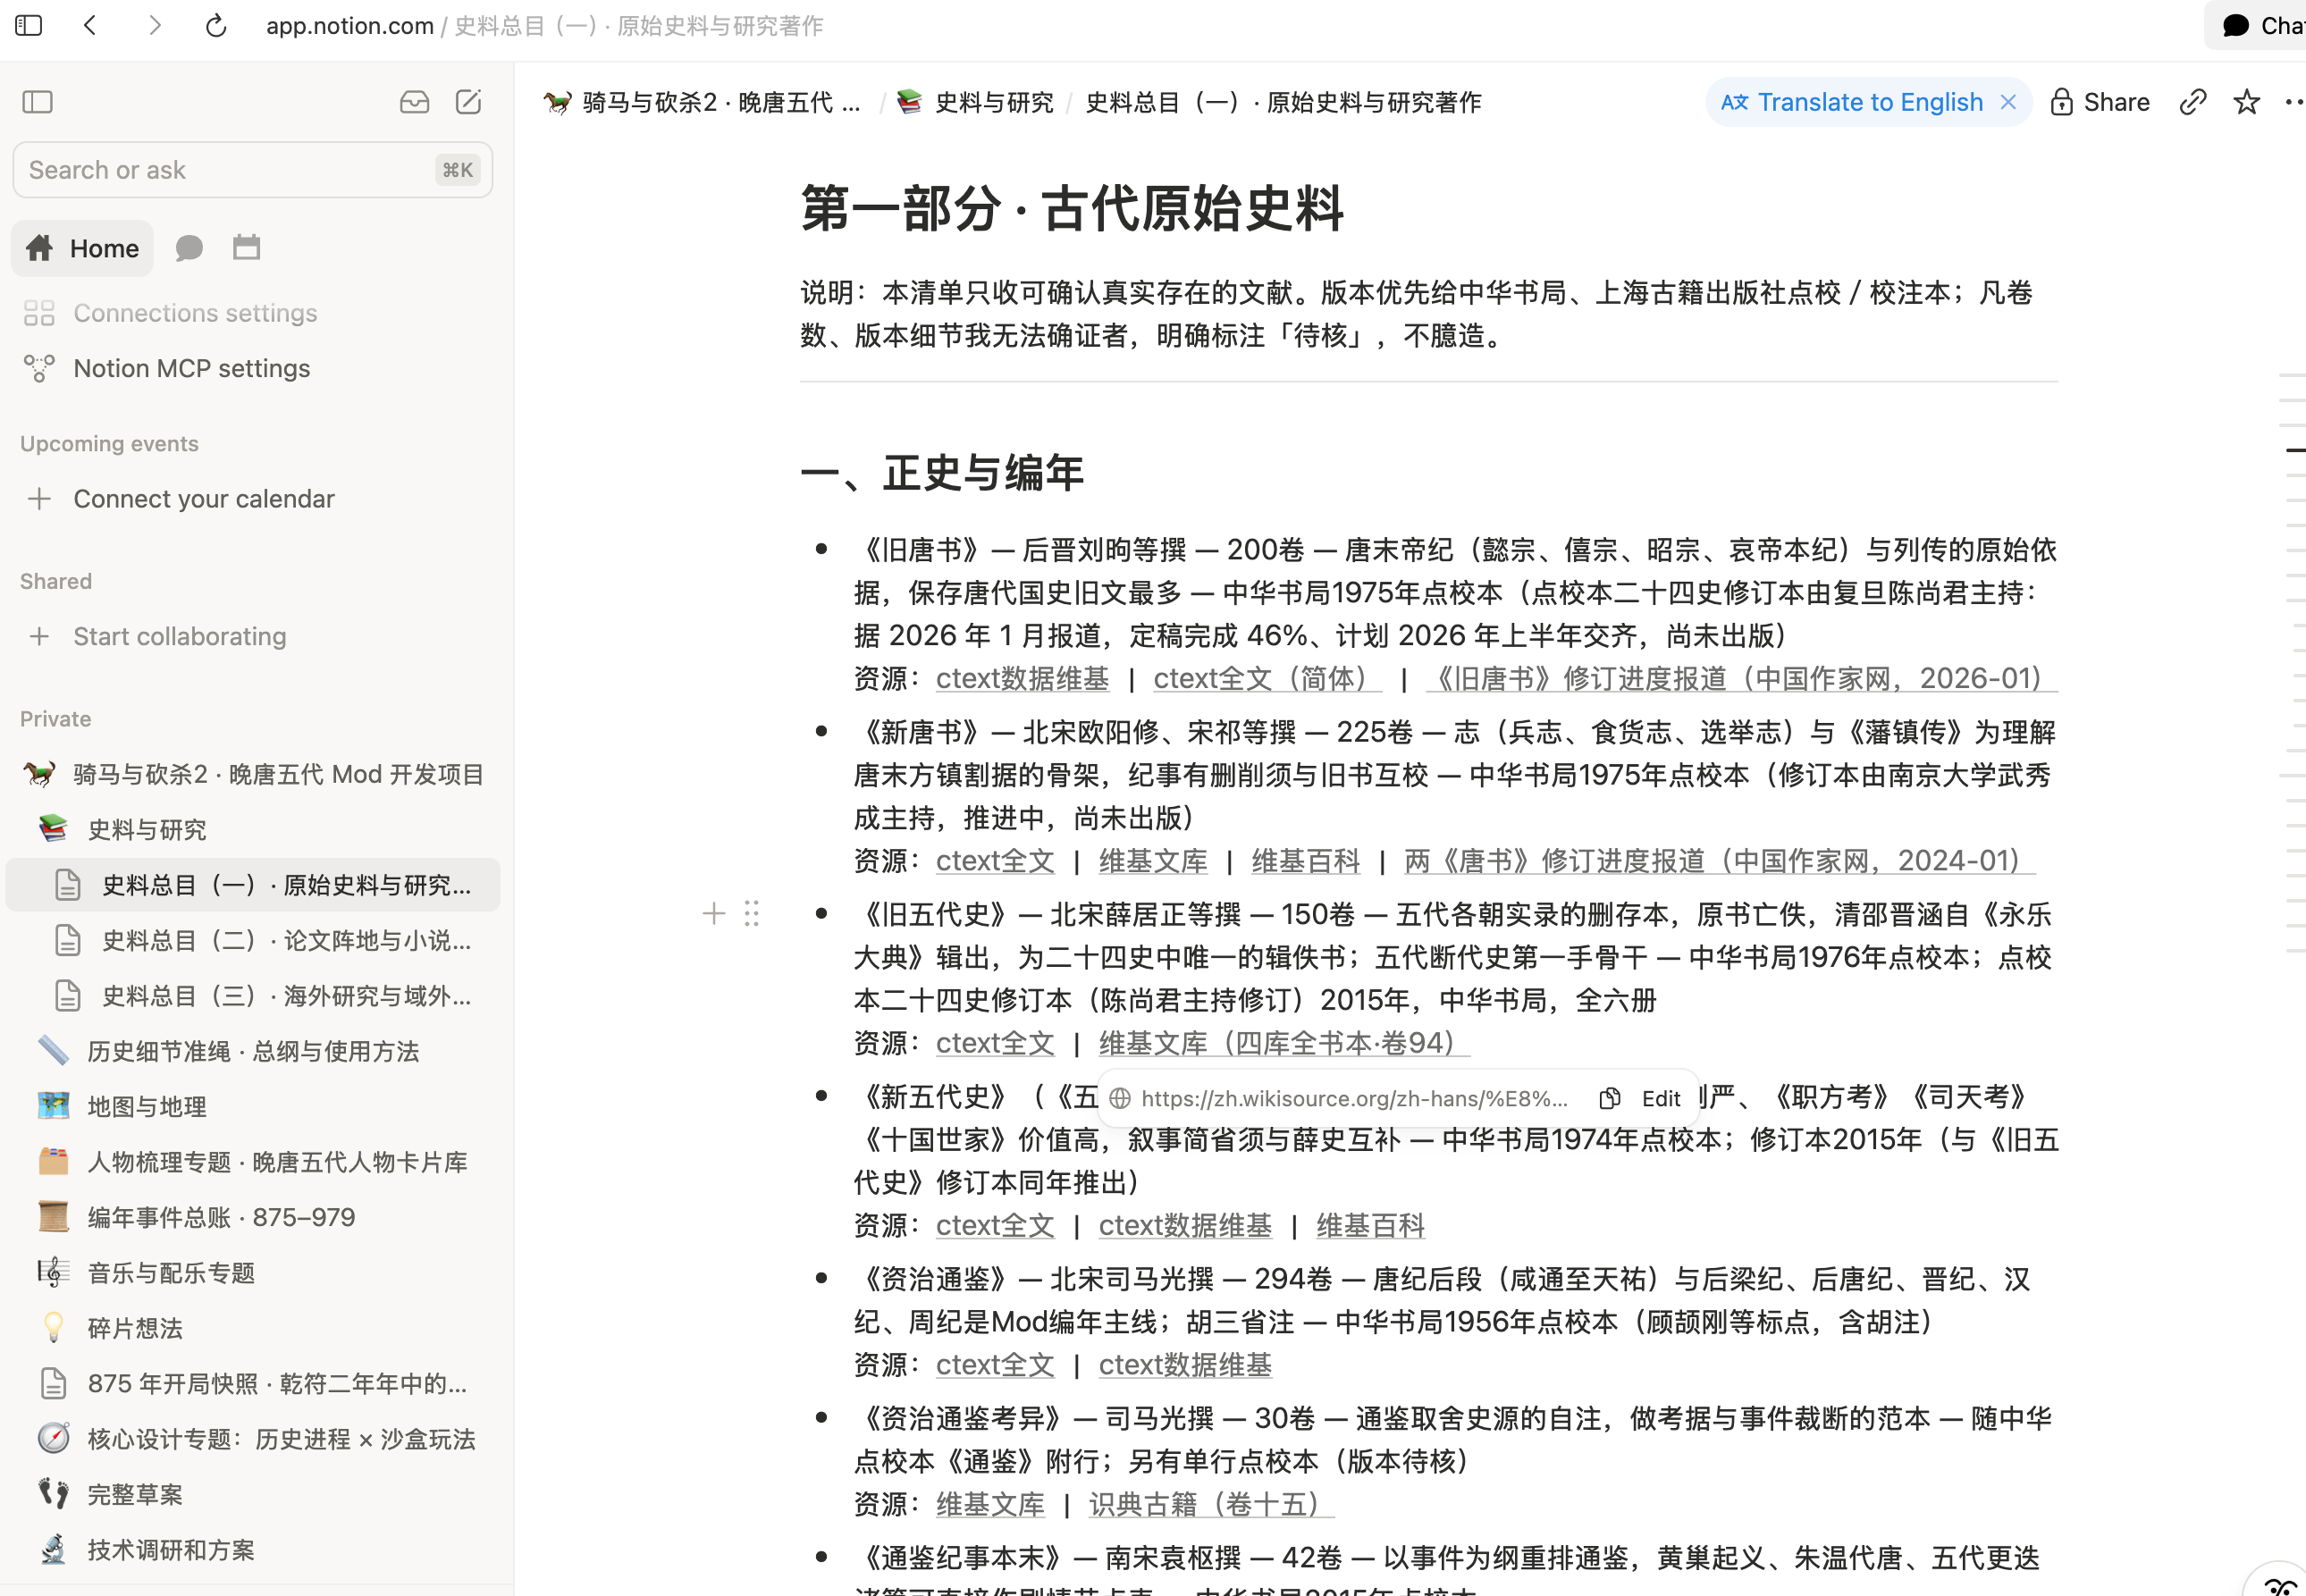 app.notion.com / 史料总目（一）· 原始史料与研究著作
骑马与砍杀2 · 晚唐五代 ... / 史料与研究 / 史料总目（一）· 原始史料与研究著作
Translate to English
Share
Search or ask
⌘K
Home
Connections settings
Notion MCP settings
Upcoming events
Connect your calendar
Shared
Start collaborating
Private
骑马与砍杀2 · 晚唐五代 Mod 开发项目
史料与研究
史料总目（一）· 原始史料与研究...
史料总目（二）· 论文阵地与小说...
史料总目（三）· 海外研究与域外...
历史细节准绳 · 总纲与使用方法
地图与地理
人物梳理专题 · 晚唐五代人物卡片库
编年事件总账 · 875–979
音乐与配乐专题
碎片想法
875 年开局快照 · 乾符二年年中的...
核心设计专题：历史进程 × 沙盒玩法
完整草案
技术调研和方案
第一部分 · 古代原始史料
说明：本清单只收可确认真实存在的文献。版本优先给中华书局、上海古籍出版社点校 / 校注本；凡卷
数、版本细节我无法确证者，明确标注「待核」，不臆造。
一、正史与编年
• 《旧唐书》— 后晋刘昫等撰 — 200卷 — 唐末帝纪（懿宗、僖宗、昭宗、哀帝本纪）与列传的原始依
据，保存唐代国史旧文最多 — 中华书局1975年点校本（点校本二十四史修订本由复旦陈尚君主持：
据 2026 年 1 月报道，定稿完成 46%、计划 2026 年上半年交齐，尚未出版）
资源：ctext数据维基 | ctext全文（简体） | 《旧唐书》修订进度报道（中国作家网，2026-01）
• 《新唐书》— 北宋欧阳修、宋祁等撰 — 225卷 — 志（兵志、食货志、选举志）与《藩镇传》为理解
唐末方镇割据的骨架，纪事有删削须与旧书互校 — 中华书局1975年点校本（修订本由南京大学武秀
成主持，推进中，尚未出版）
资源：ctext全文 | 维基文库 | 维基百科 | 两《唐书》修订进度报道（中国作家网，2024-01）
• 《旧五代史》— 北宋薛居正等撰 — 150卷 — 五代各朝实录的删存本，原书亡佚，清邵晋涵自《永乐
大典》辑出，为二十四史中唯一的辑佚书；五代断代史第一手骨干 — 中华书局1976年点校本；点校
本二十四史修订本（陈尚君主持修订）2015年，中华书局，全六册
资源：ctext全文 | 维基文库（四库全书本·卷94）
• 《新五代史》（《五
https://zh.wikisource.org/zh-hans/%E8%...
Edit
严、《职方考》《司天考》
《十国世家》价值高，叙事简省须与薛史互补 — 中华书局1974年点校本；修订本2015年（与《旧五
代史》修订本同年推出）
资源：ctext全文 | ctext数据维基 | 维基百科
• 《资治通鉴》— 北宋司马光撰 — 294卷 — 唐纪后段（咸通至天祐）与后梁纪、后唐纪、晋纪、汉
纪、周纪是Mod编年主线；胡三省注 — 中华书局1956年点校本（顾颉刚等标点，含胡注）
资源：ctext全文 | ctext数据维基
• 《资治通鉴考异》— 司马光撰 — 30卷 — 通鉴取舍史源的自注，做考据与事件裁断的范本 — 随中华
点校本《通鉴》附行；另有单行点校本（版本待核）
资源：维基文库 | 识典古籍（卷十五）
• 《通鉴纪事本末》— 南宋袁枢撰 — 42卷 — 以事件为纲重排通鉴，黄巢起义、朱温代唐、五代更迭